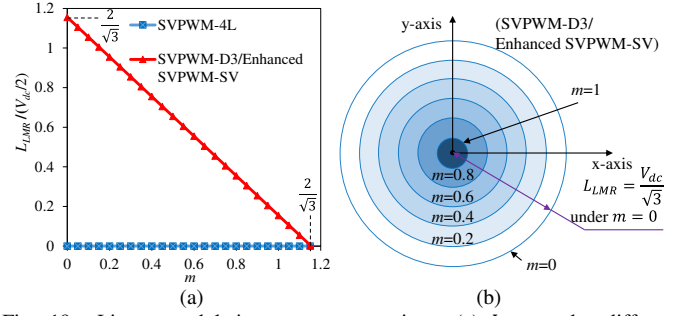 1.2
1
0.8
0.6
0.4
0.2
0
L_LMR/(V_dc/2)
2/√3
SVPWM-4L
SVPWM-D3/Enhanced
SVPWM-SV
2/√3
0 0.2 0.4 0.6 0.8 1 1.2
m
(a)
y-axis
(SVPWM-D3/
Enhanced SVPWM-SV)
m=1
x-axis
m=0.8
m=0.6
m=0.4
m=0.2
L_LMR = V_dc/√3
under m = 0
m=0
(b)